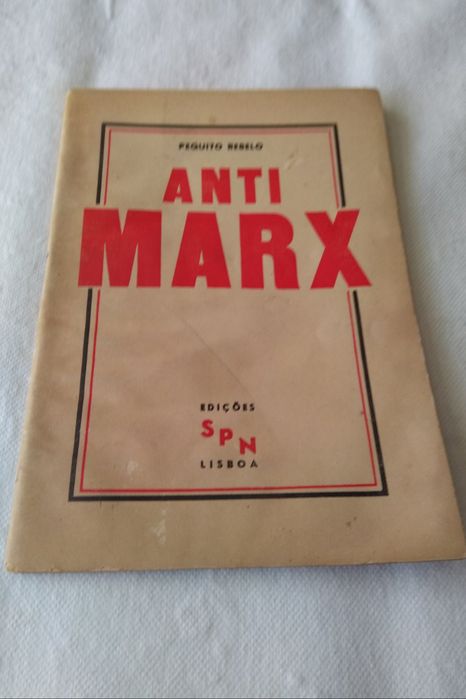 PEQUITO REBELO
ANTI
MARX
EDIÇÕES
SPN
LISBOA